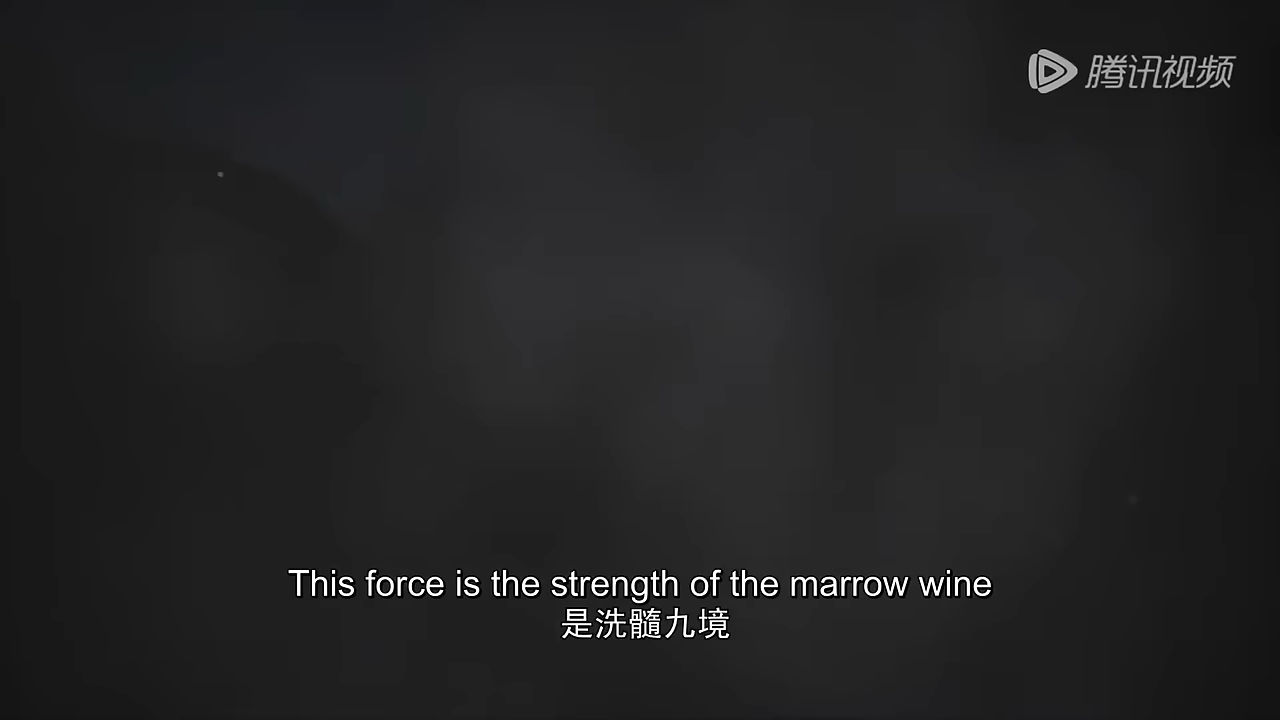 腾讯视频
This force is the strength of the marrow wine
是洗髓九境